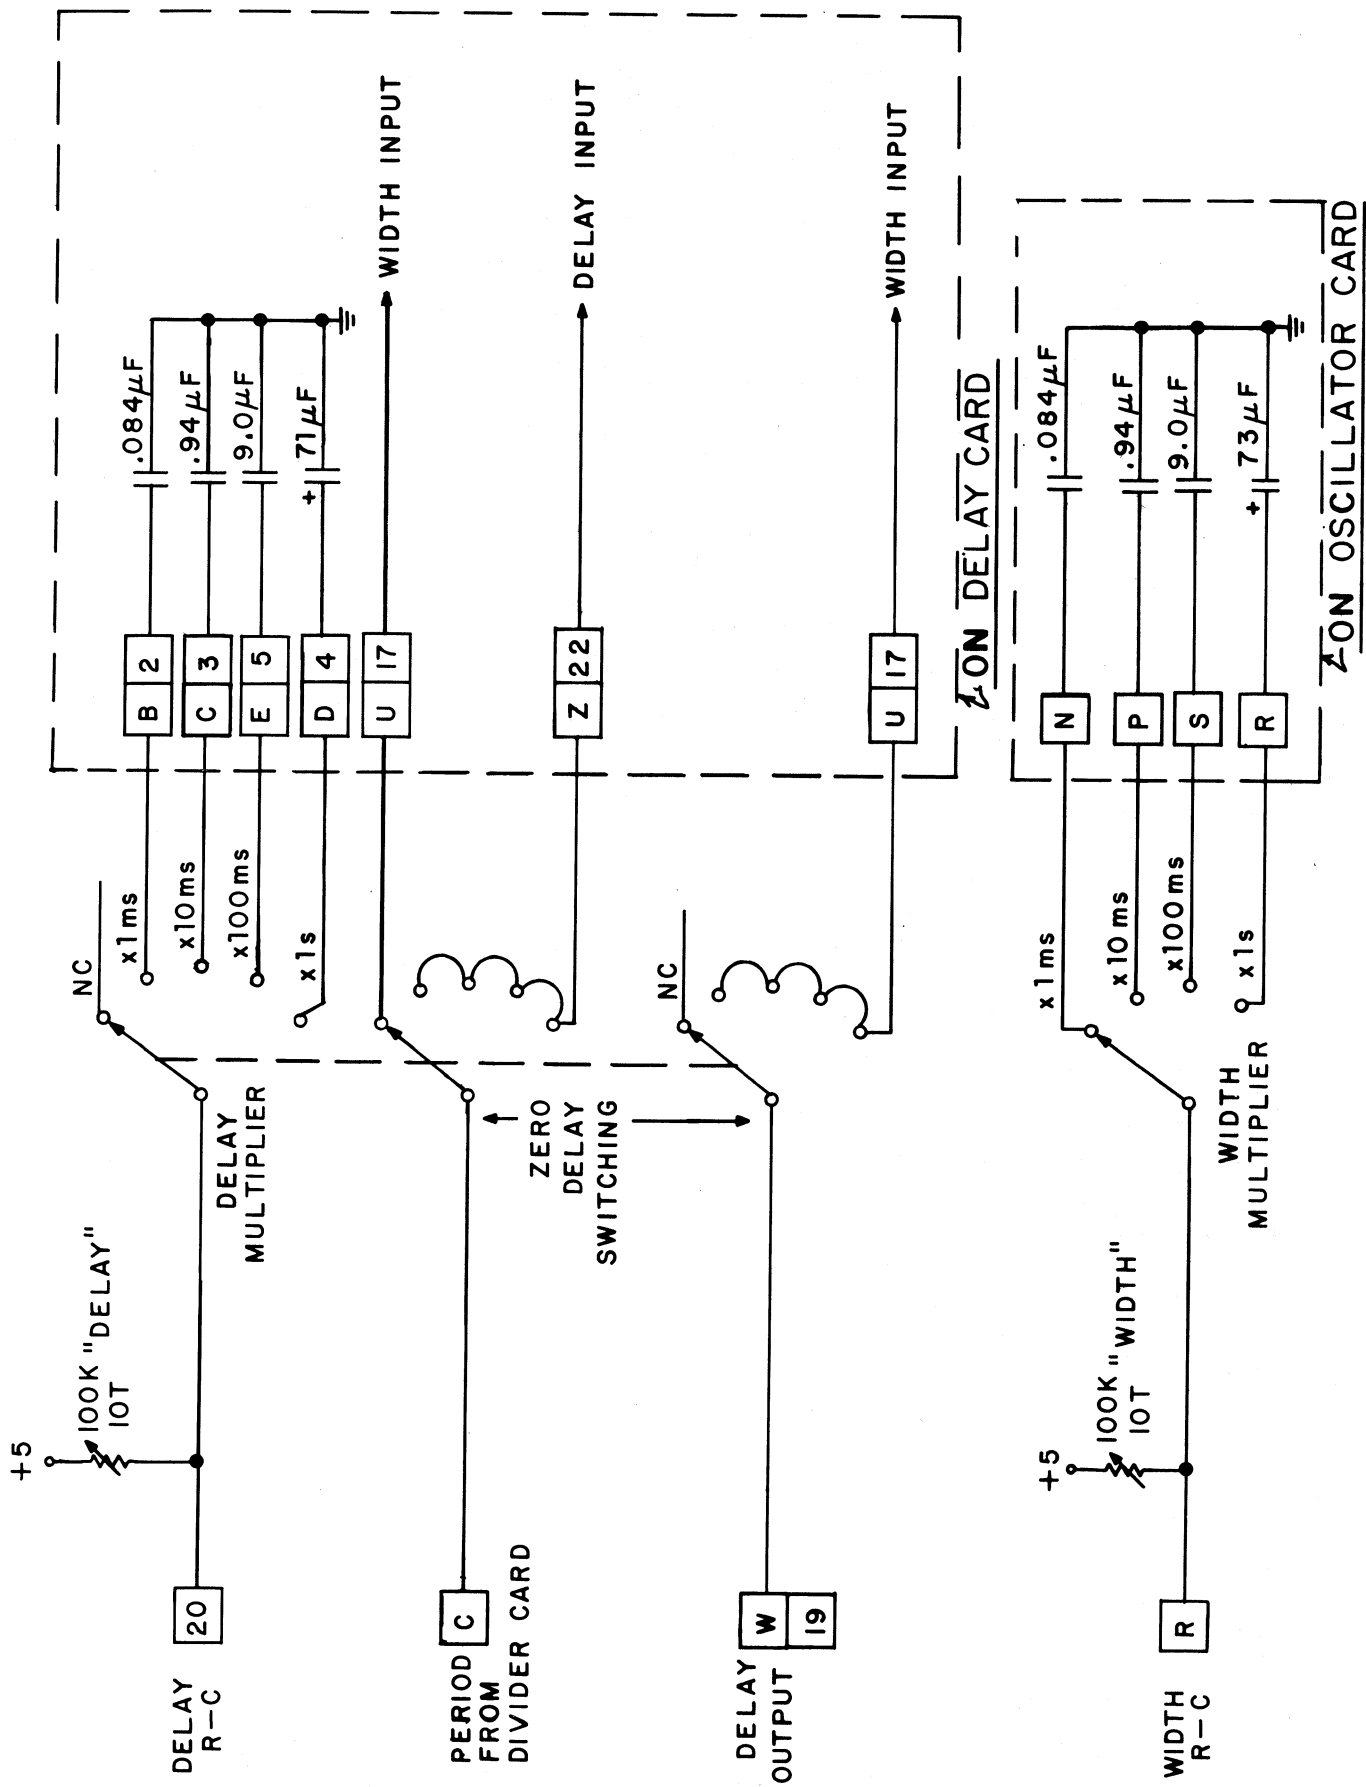 +5
100K "DELAY"
10T
DELAY
R-C
20
DELAY
MULTIPLIER
NC
x1ms
x10ms
x100ms
x1s
B 2
C 3
E 5
D 4
U 17
.084µF
.94µF
9.0µF
+ 71µF
WIDTH INPUT
PERIOD
FROM
DIVIDER CARD
C
ZERO
DELAY
SWITCHING
Z 22
DELAY INPUT
DELAY
OUTPUT
W
19
NC
U 17
WIDTH INPUT
ON DELAY CARD
+5
100K "WIDTH"
10T
WIDTH
R-C
R
WIDTH
MULTIPLIER
x1ms
x10ms
x100ms
x1s
N
P
S
R
.084µF
.94µF
9.0µF
+ 73µF
ON OSCILLATOR CARD